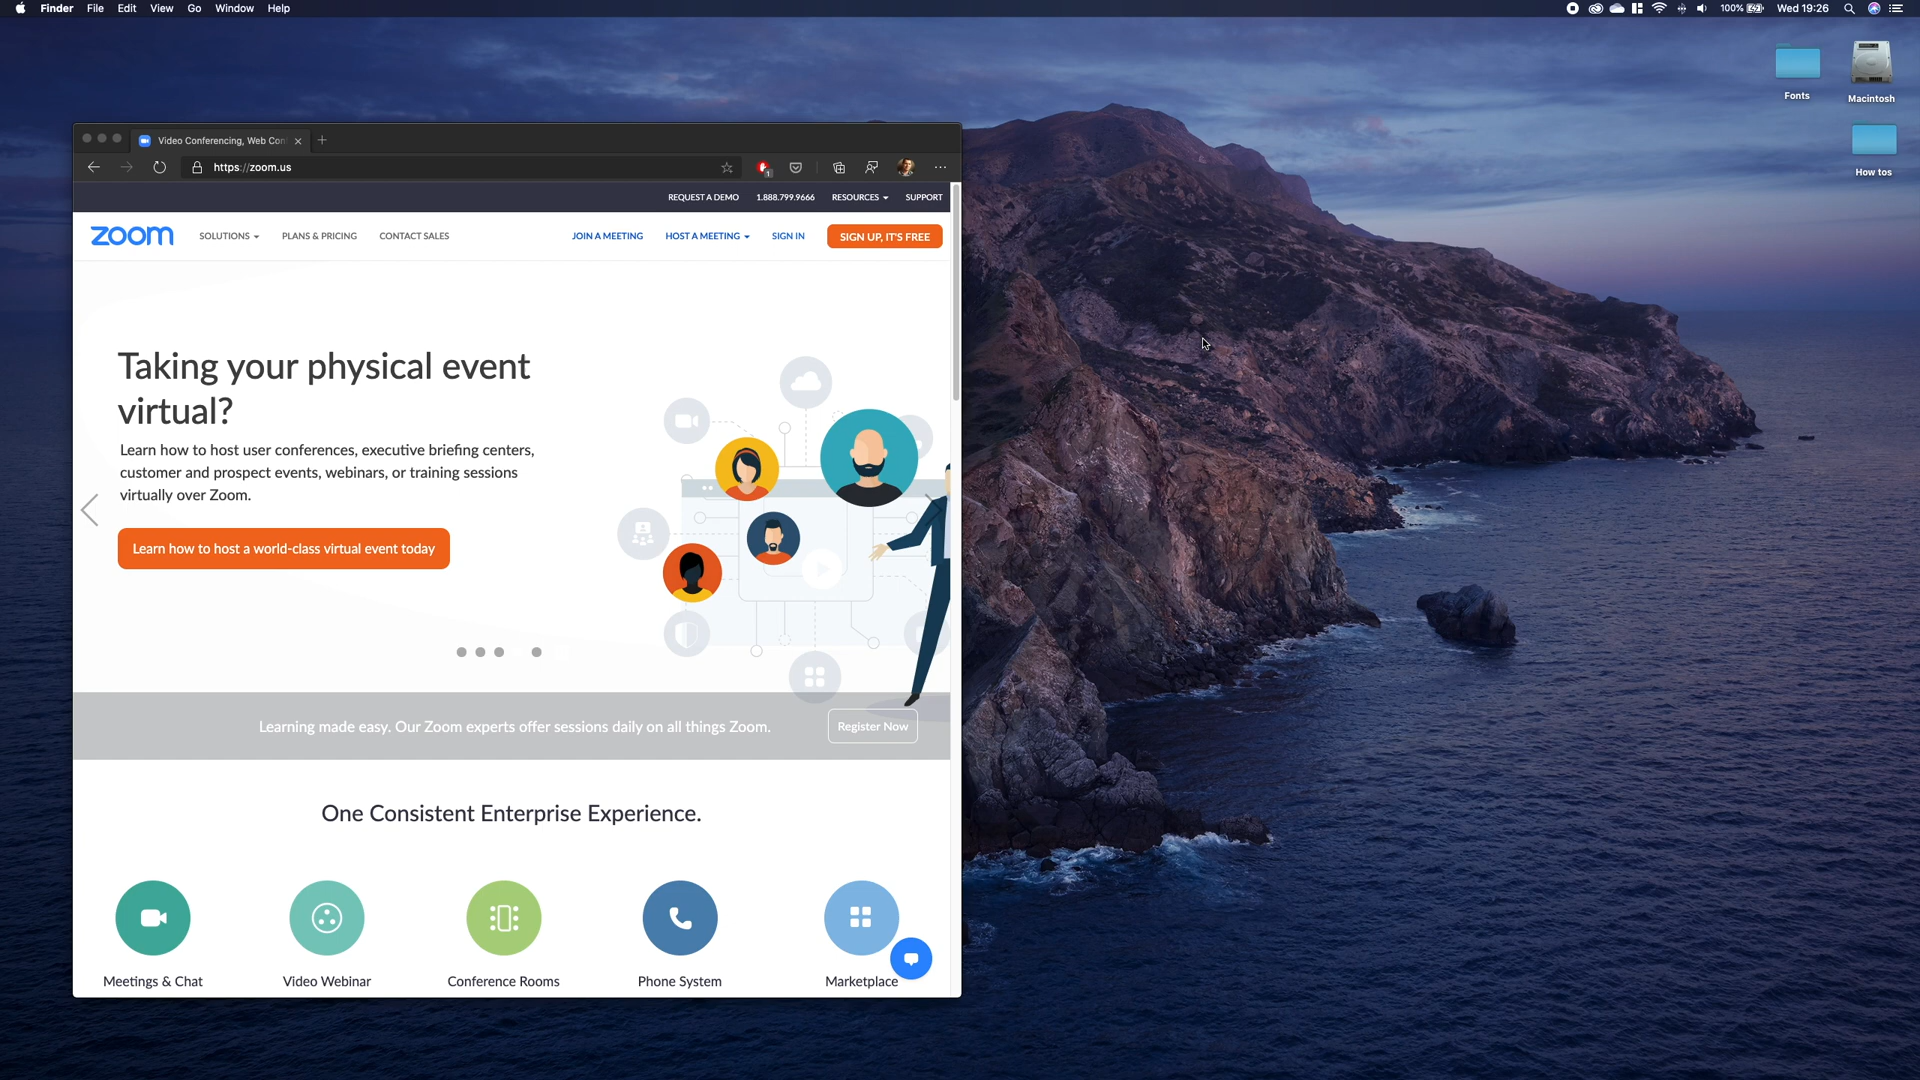 Finder File Edit View Go Window Help
100% Wed 19:26
Fonts
Macintosh
How tos
Video Conferencing, Web Con
https://zoom.us
1
REQUEST A DEMO 1.888.799.9666 RESOURCES SUPPORT
zoom SOLUTIONS PLANS & PRICING CONTACT SALES JOIN A MEETING HOST A MEETING SIGN IN SIGN UP, IT'S FREE
Taking your physical event
virtual?
Learn how to host user conferences, executive briefing centers,
customer and prospect events, webinars, or training sessions
virtually over Zoom.
Learn how to host a world-class virtual event today
Learning made easy. Our Zoom experts offer sessions daily on all things Zoom. Register Now
One Consistent Enterprise Experience.
Meetings & Chat Video Webinar Conference Rooms Phone System Marketplace